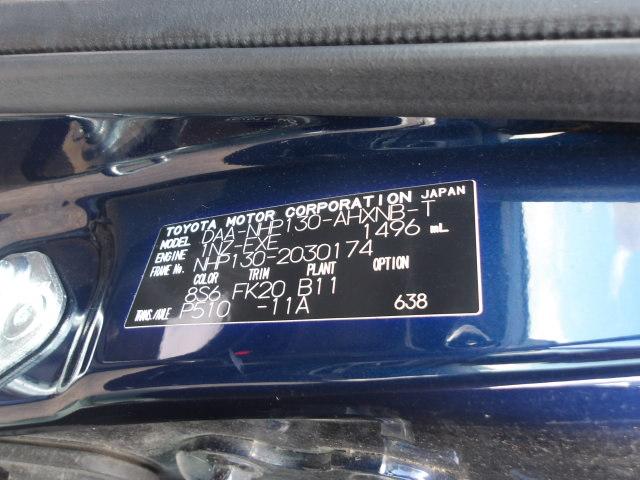 TOYOTA MOTOR CORPORATION JAPAN
MODEL DAA-NHP130-AHXNB-T
ENGINE 1NZ-EXE 1496 mL
FRAME No. NHP130-2030174
COLOR TRIM PLANT OPTION
8S6 FK20 B11
TRANS./AXLE P510 -11A 638